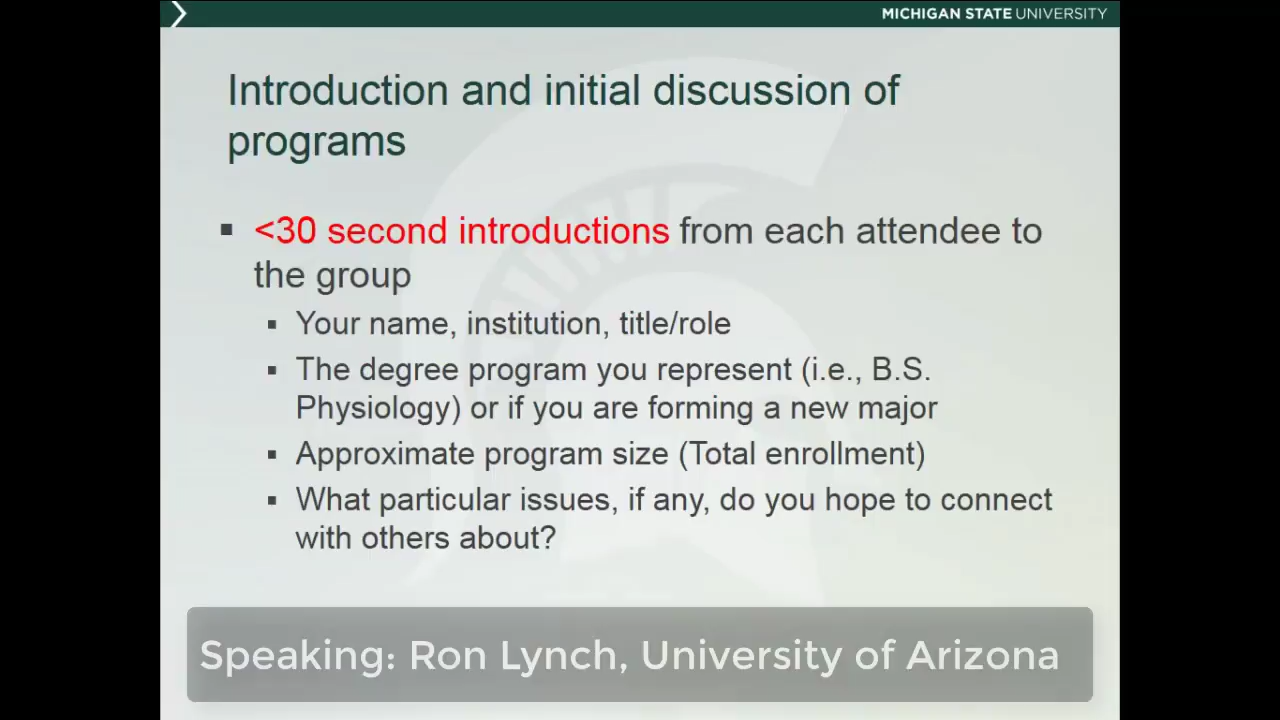 MICHIGAN STATE UNIVERSITY
Introduction and initial discussion of
programs
▪ <30 second introductions from each attendee to
the group
▪ Your name, institution, title/role
▪ The degree program you represent (i.e., B.S.
Physiology) or if you are forming a new major
▪ Approximate program size (Total enrollment)
▪ What particular issues, if any, do you hope to connect
with others about?
Speaking: Ron Lynch, University of Arizona